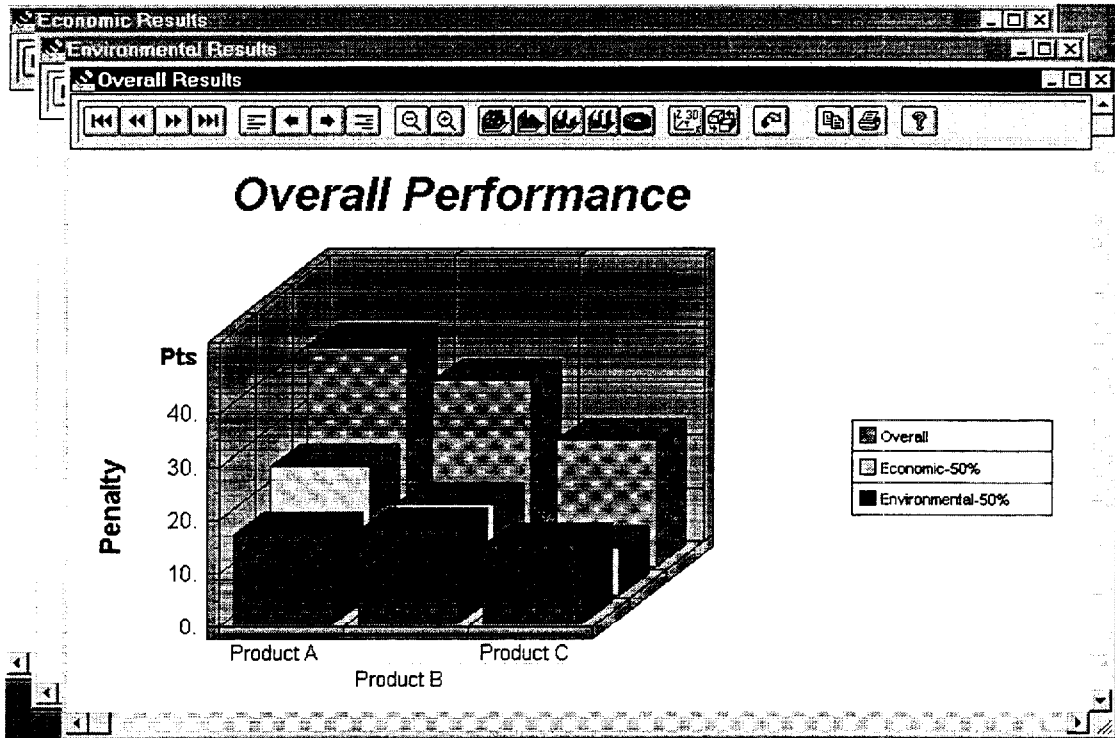 Economic Results
Environmental Results
Overall Results
Overall Performance
Pts
40.
30.
20.
10.
0.
Penalty
Product A
Product B
Product C
Overall
Economic-50%
Environmental-50%